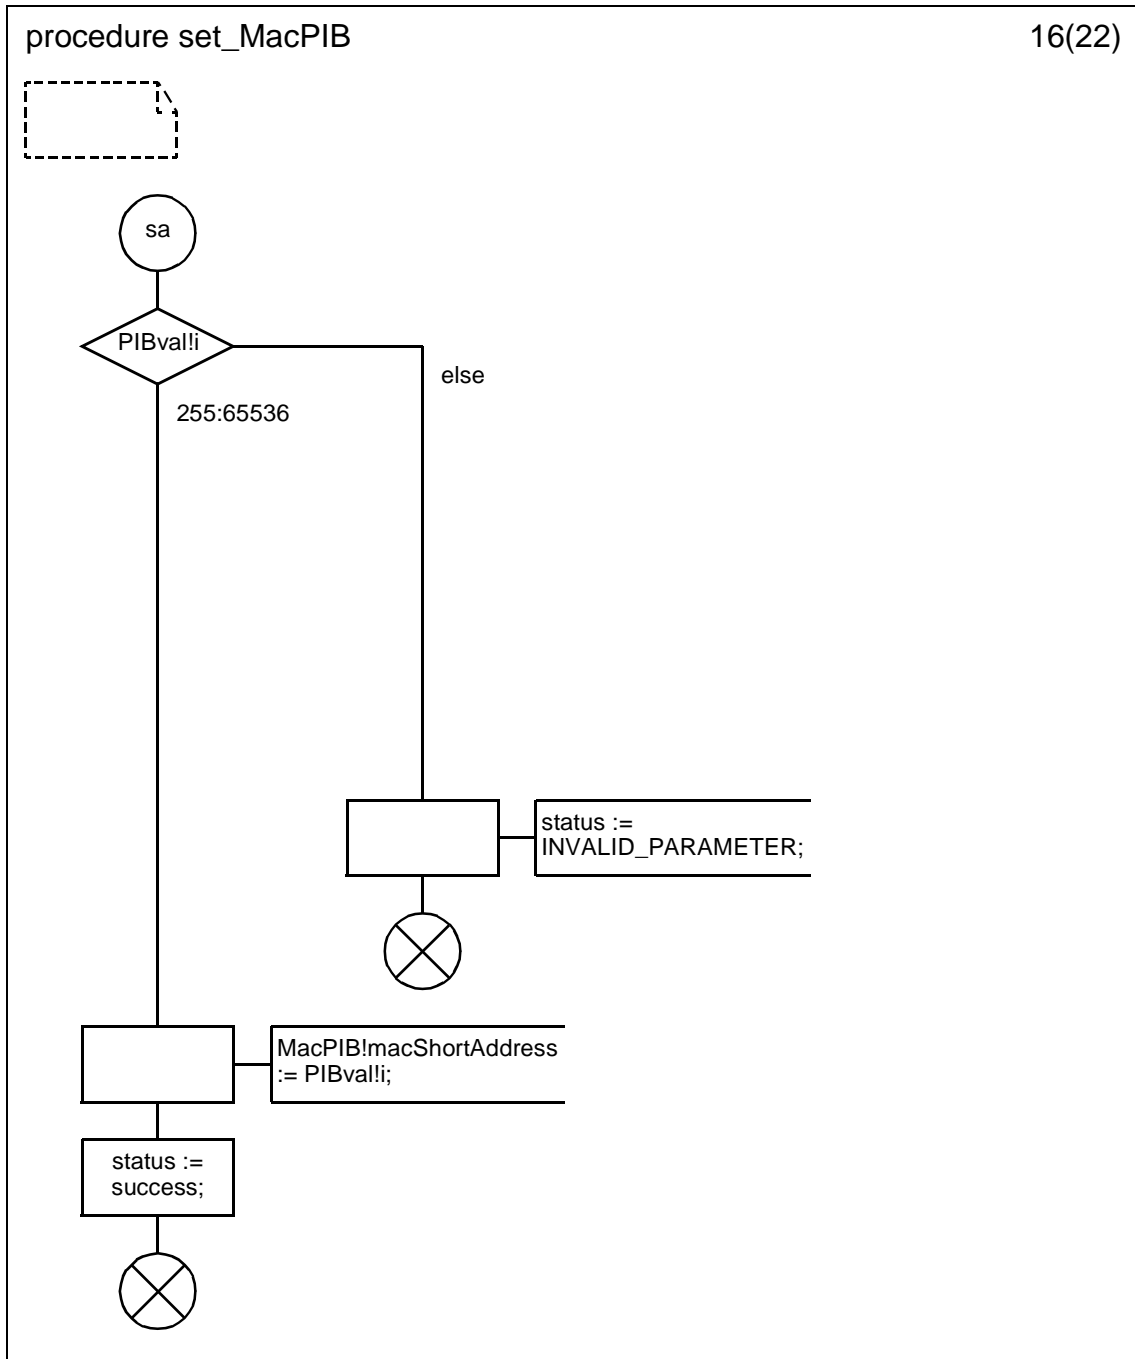 procedure set_MacPIB
16(22)
sa
PIBval!i
else
255:65536
status :=
INVALID_PARAMETER;
MacPIB!macShortAddress
:= PIBval!i;
status :=
success;